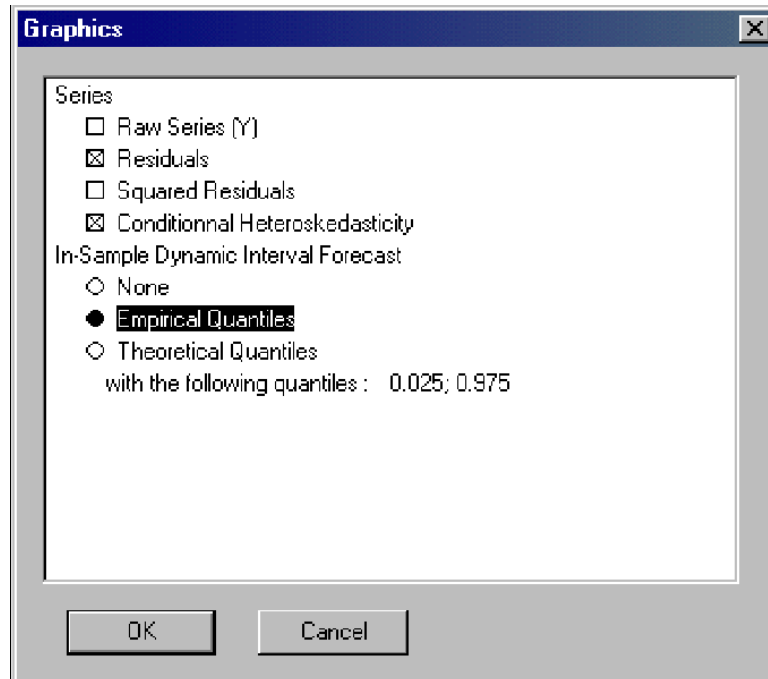 Graphics
Series
Raw Series (Y)
Residuals
Squared Residuals
Conditionnal Heteroskedasticity
In-Sample Dynamic Interval Forecast
None
Empirical Quantiles
Theoretical Quantiles
with the following quantiles : 0.025; 0.975
OK
Cancel